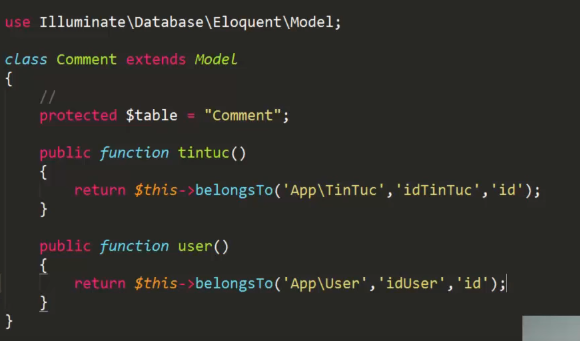 use Illuminate\Database\Eloquent\Model;
class Comment extends Model
{
//
protected $table = "Comment";
public function tintuc()
{
return $this->belongsTo('App\TinTuc','idTinTuc','id');
}
public function user()
{
return $this->belongsTo('App\User','idUser','id');
}
}